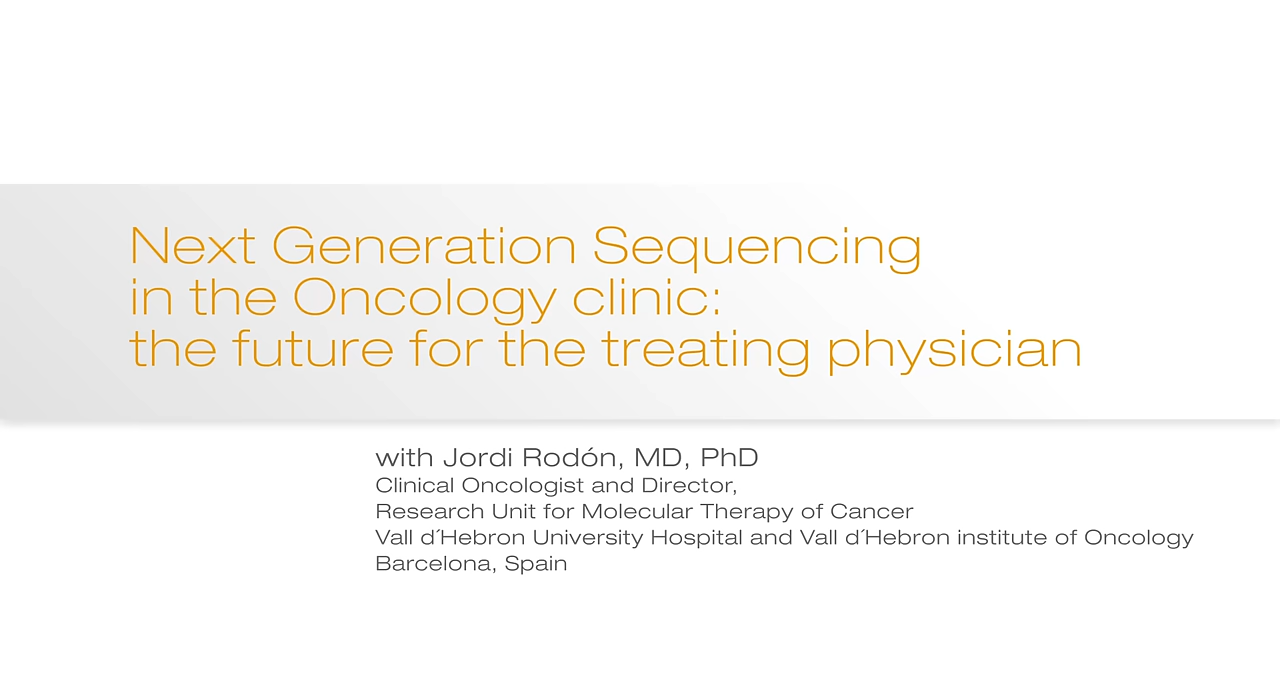 Next Generation Sequencing
in the Oncology clinic:
the future for the treating physician
with Jordi Rodón, MD, PhD
Clinical Oncologist and Director,
Research Unit for Molecular Therapy of Cancer
Vall d´Hebron University Hospital and Vall d´Hebron institute of Oncology
Barcelona, Spain